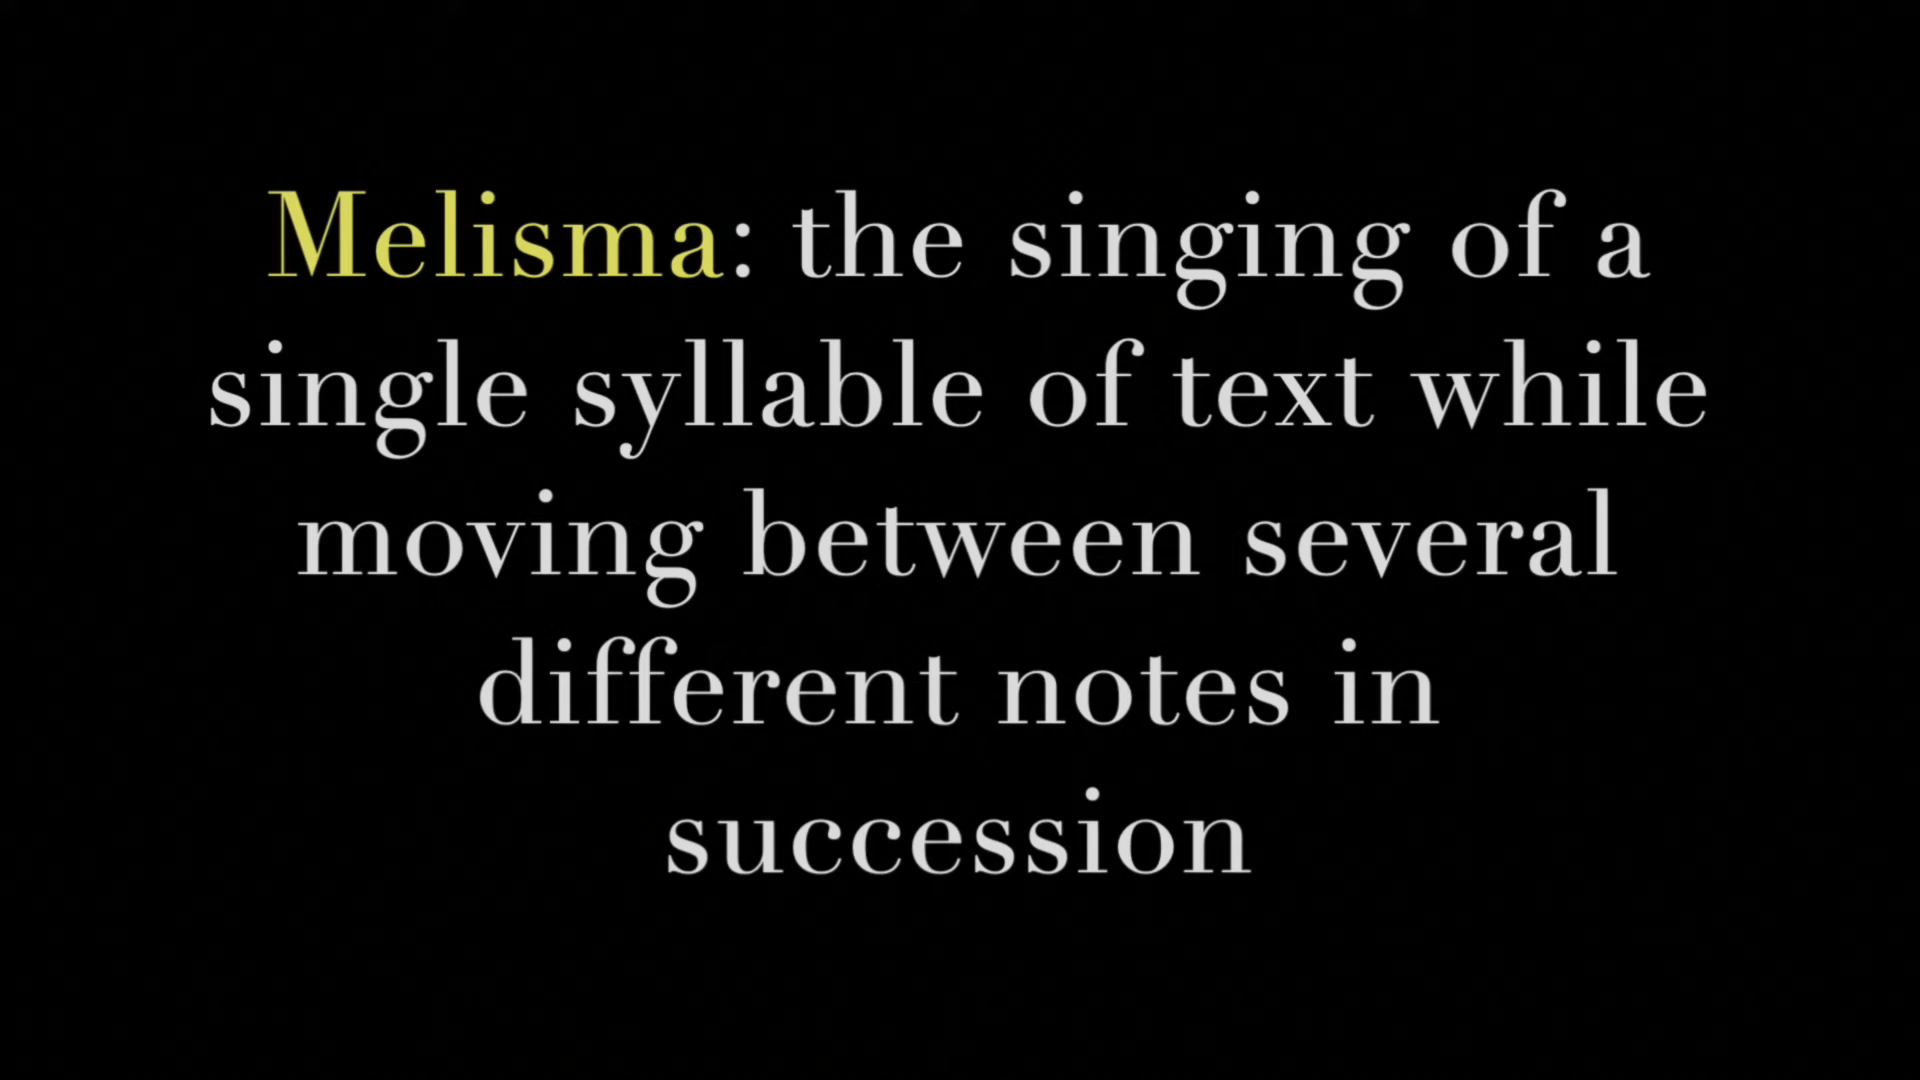 Melisma: the singing of a
single syllable of text while
moving between several
different notes in
succession